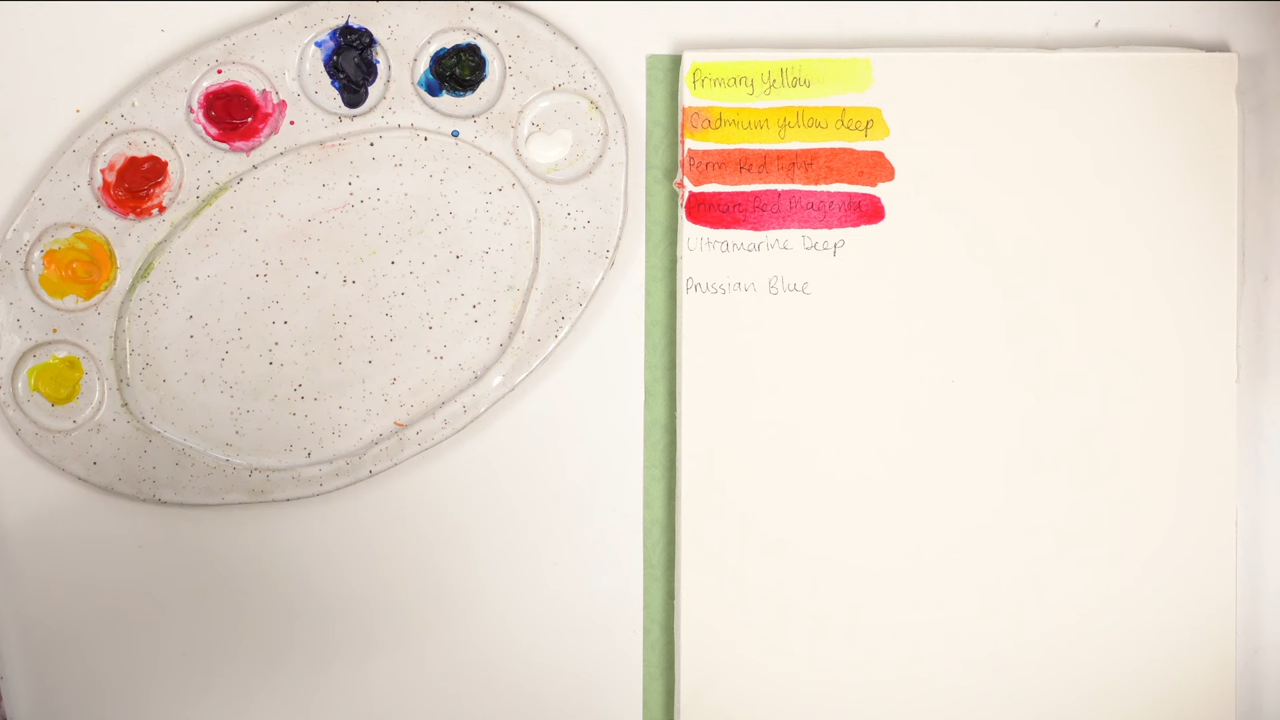 Primary Yellow
Cadmium yellow deep
Perm Red light
Primary Red Magenta
Ultramarine Deep
Prussian Blue